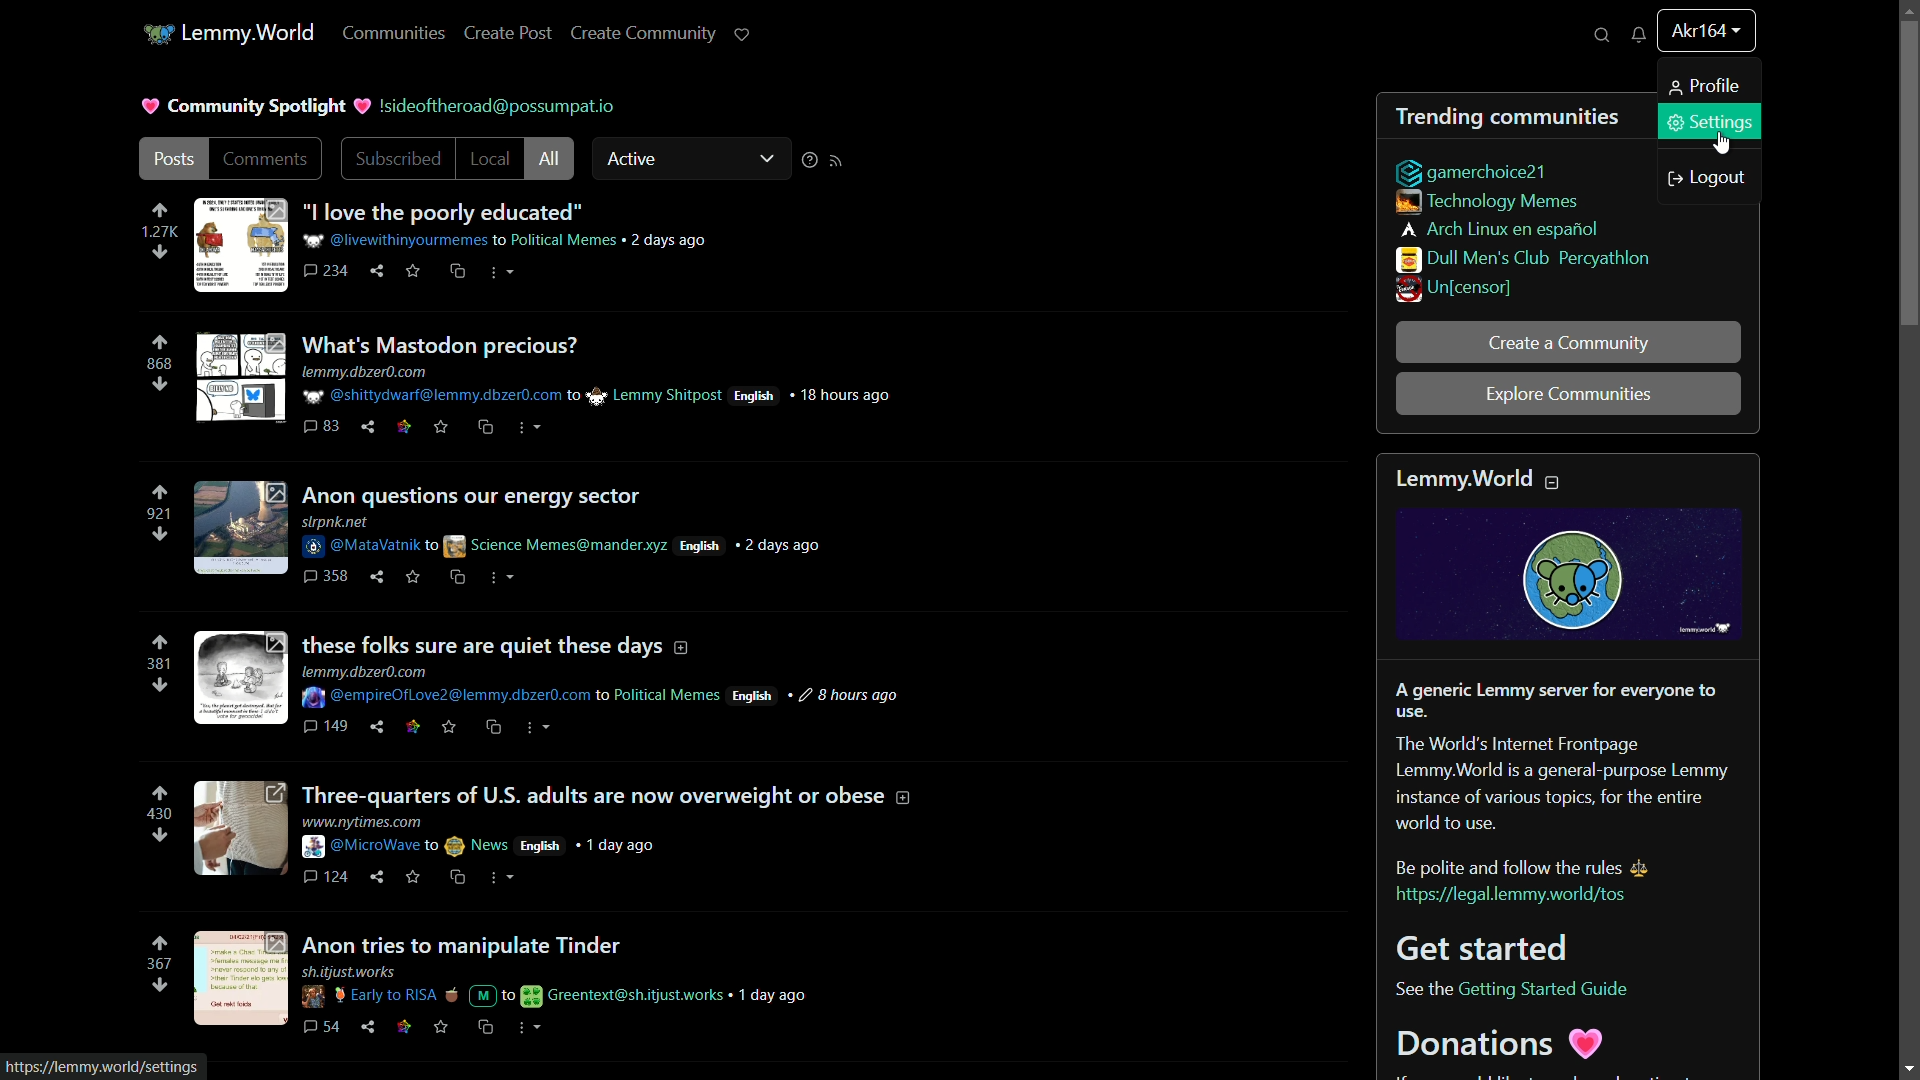 Lemmy.World Communities Create Post Create Community Akr164
Profile
Settings
Logout
Community Spotlight !sideoftheroad@possumpat.io
Posts Comments Subscribed Local All Active
1.27K
"I love the poorly educated"
@livewithinyourmemes to Political Memes • 2 days ago
234
868
What's Mastodon precious?
lemmy.dbzer0.com
@shittydwarf@lemmy.dbzer0.com to Lemmy Shitpost English • 18 hours ago
83
921
Anon questions our energy sector
slrpnk.net
@MataVatnik to Science Memes@mander.xyz English • 2 days ago
358
381
these folks sure are quiet these days
lemmy.dbzer0.com
@empireOfLove2@lemmy.dbzer0.com to Political Memes English • 8 hours ago
149
430
Three-quarters of U.S. adults are now overweight or obese
www.nytimes.com
@MicroWave to News English • 1 day ago
124
367
Anon tries to manipulate Tinder
sh.itjust.works
Early to RISA M to Greentext@sh.itjust.works • 1 day ago
54
Get rekt foids
because of that
Trending communities
gamerchoice21
Technology Memes
Arch Linux en español
Dull Men's Club Percyathlon
Un[censor]
Create a Community
Explore Communities
Lemmy.World
lemmy.world
A generic Lemmy server for everyone to
use.
The World's Internet Frontpage
Lemmy.World is a general-purpose Lemmy
instance of various topics, for the entire
world to use.
Be polite and follow the rules
https://legal.lemmy.world/tos
Get started
See the Getting Started Guide
Donations
https://lemmy.world/settings